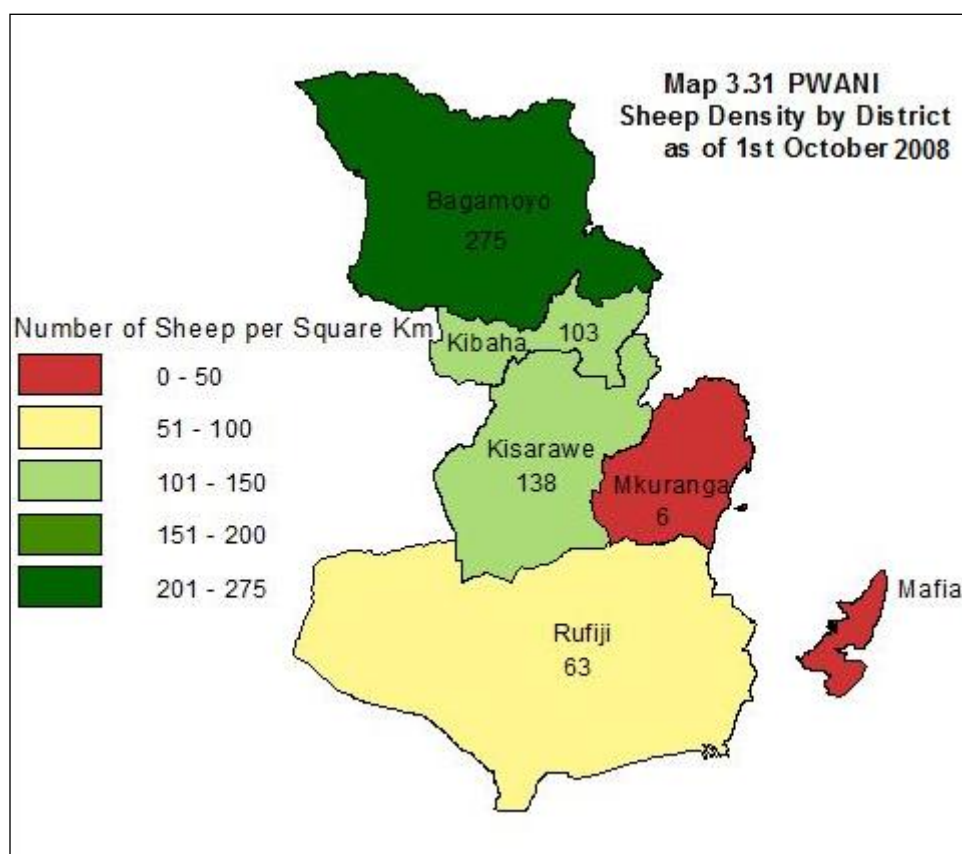 Map 3.31 PWANI
Sheep Density by District
as of 1st October 2008
Bagamoyo
275
Number of Sheep per Square Km
0 - 50
51 - 100
101 - 150
151 - 200
201 - 275
Kibaha
103
Kisarawe
138
Mkuranga
6
Mafia
Rufiji
63